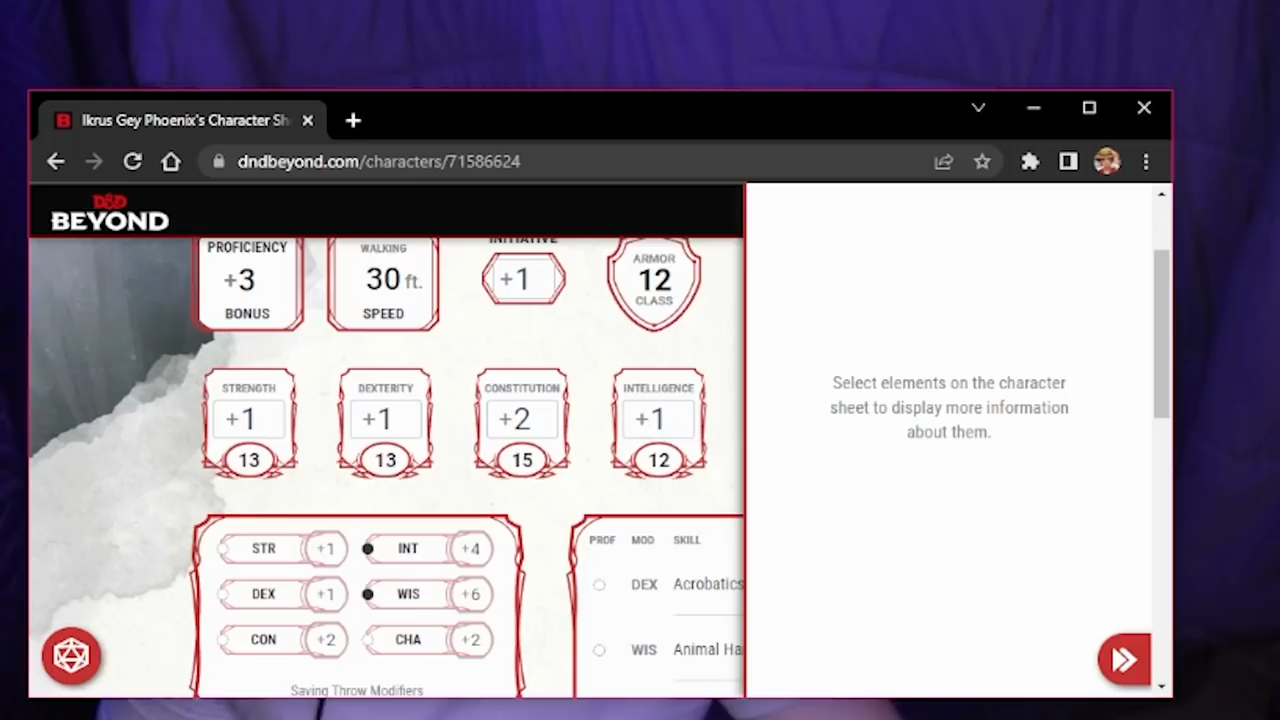 Ikrus Gey Phoenix's Character Sh
dndbeyond.com/characters/71586624
D&D
BEYOND
PROFICIENCY
+3
BONUS
WALKING
30 ft.
SPEED
INITIATIVE
+1
ARMOR
12
CLASS
STRENGTH
+1
13
DEXTERITY
+1
13
CONSTITUTION
+2
15
INTELLIGENCE
+1
12
STR +1
INT +4
DEX +1
WIS +6
CON +2
CHA +2
Saving Throw Modifiers
PROF MOD SKILL
DEX Acrobatics
WIS Animal Ha
Select elements on the character
sheet to display more information
about them.